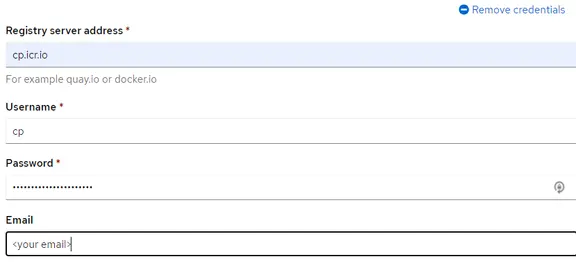 Remove credentials
Registry server address *
cp.icr.io
For example quay.io or docker.io
Username *
cp
Password *
••••••••••••••••••••••
Email
<your email>